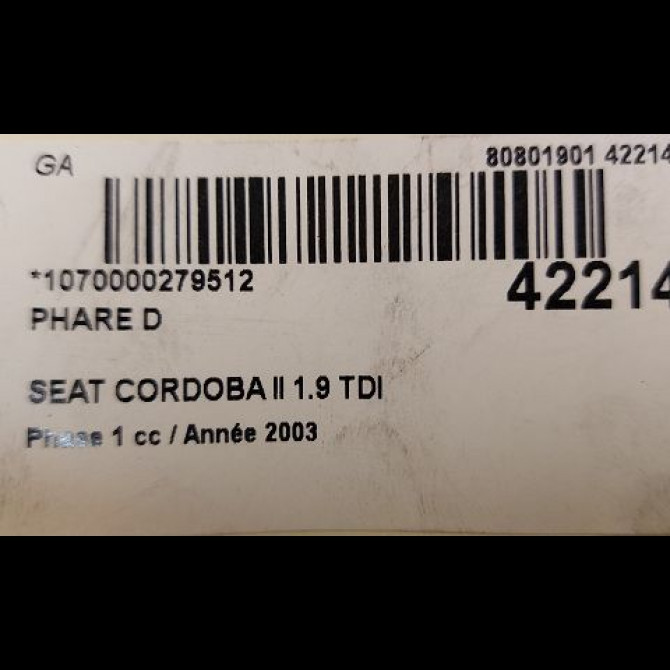 GA
80801901 42214
*1070000279512
42214
PHARE D
SEAT CORDOBA II 1.9 TDI
Phase 1 cc / Année 2003